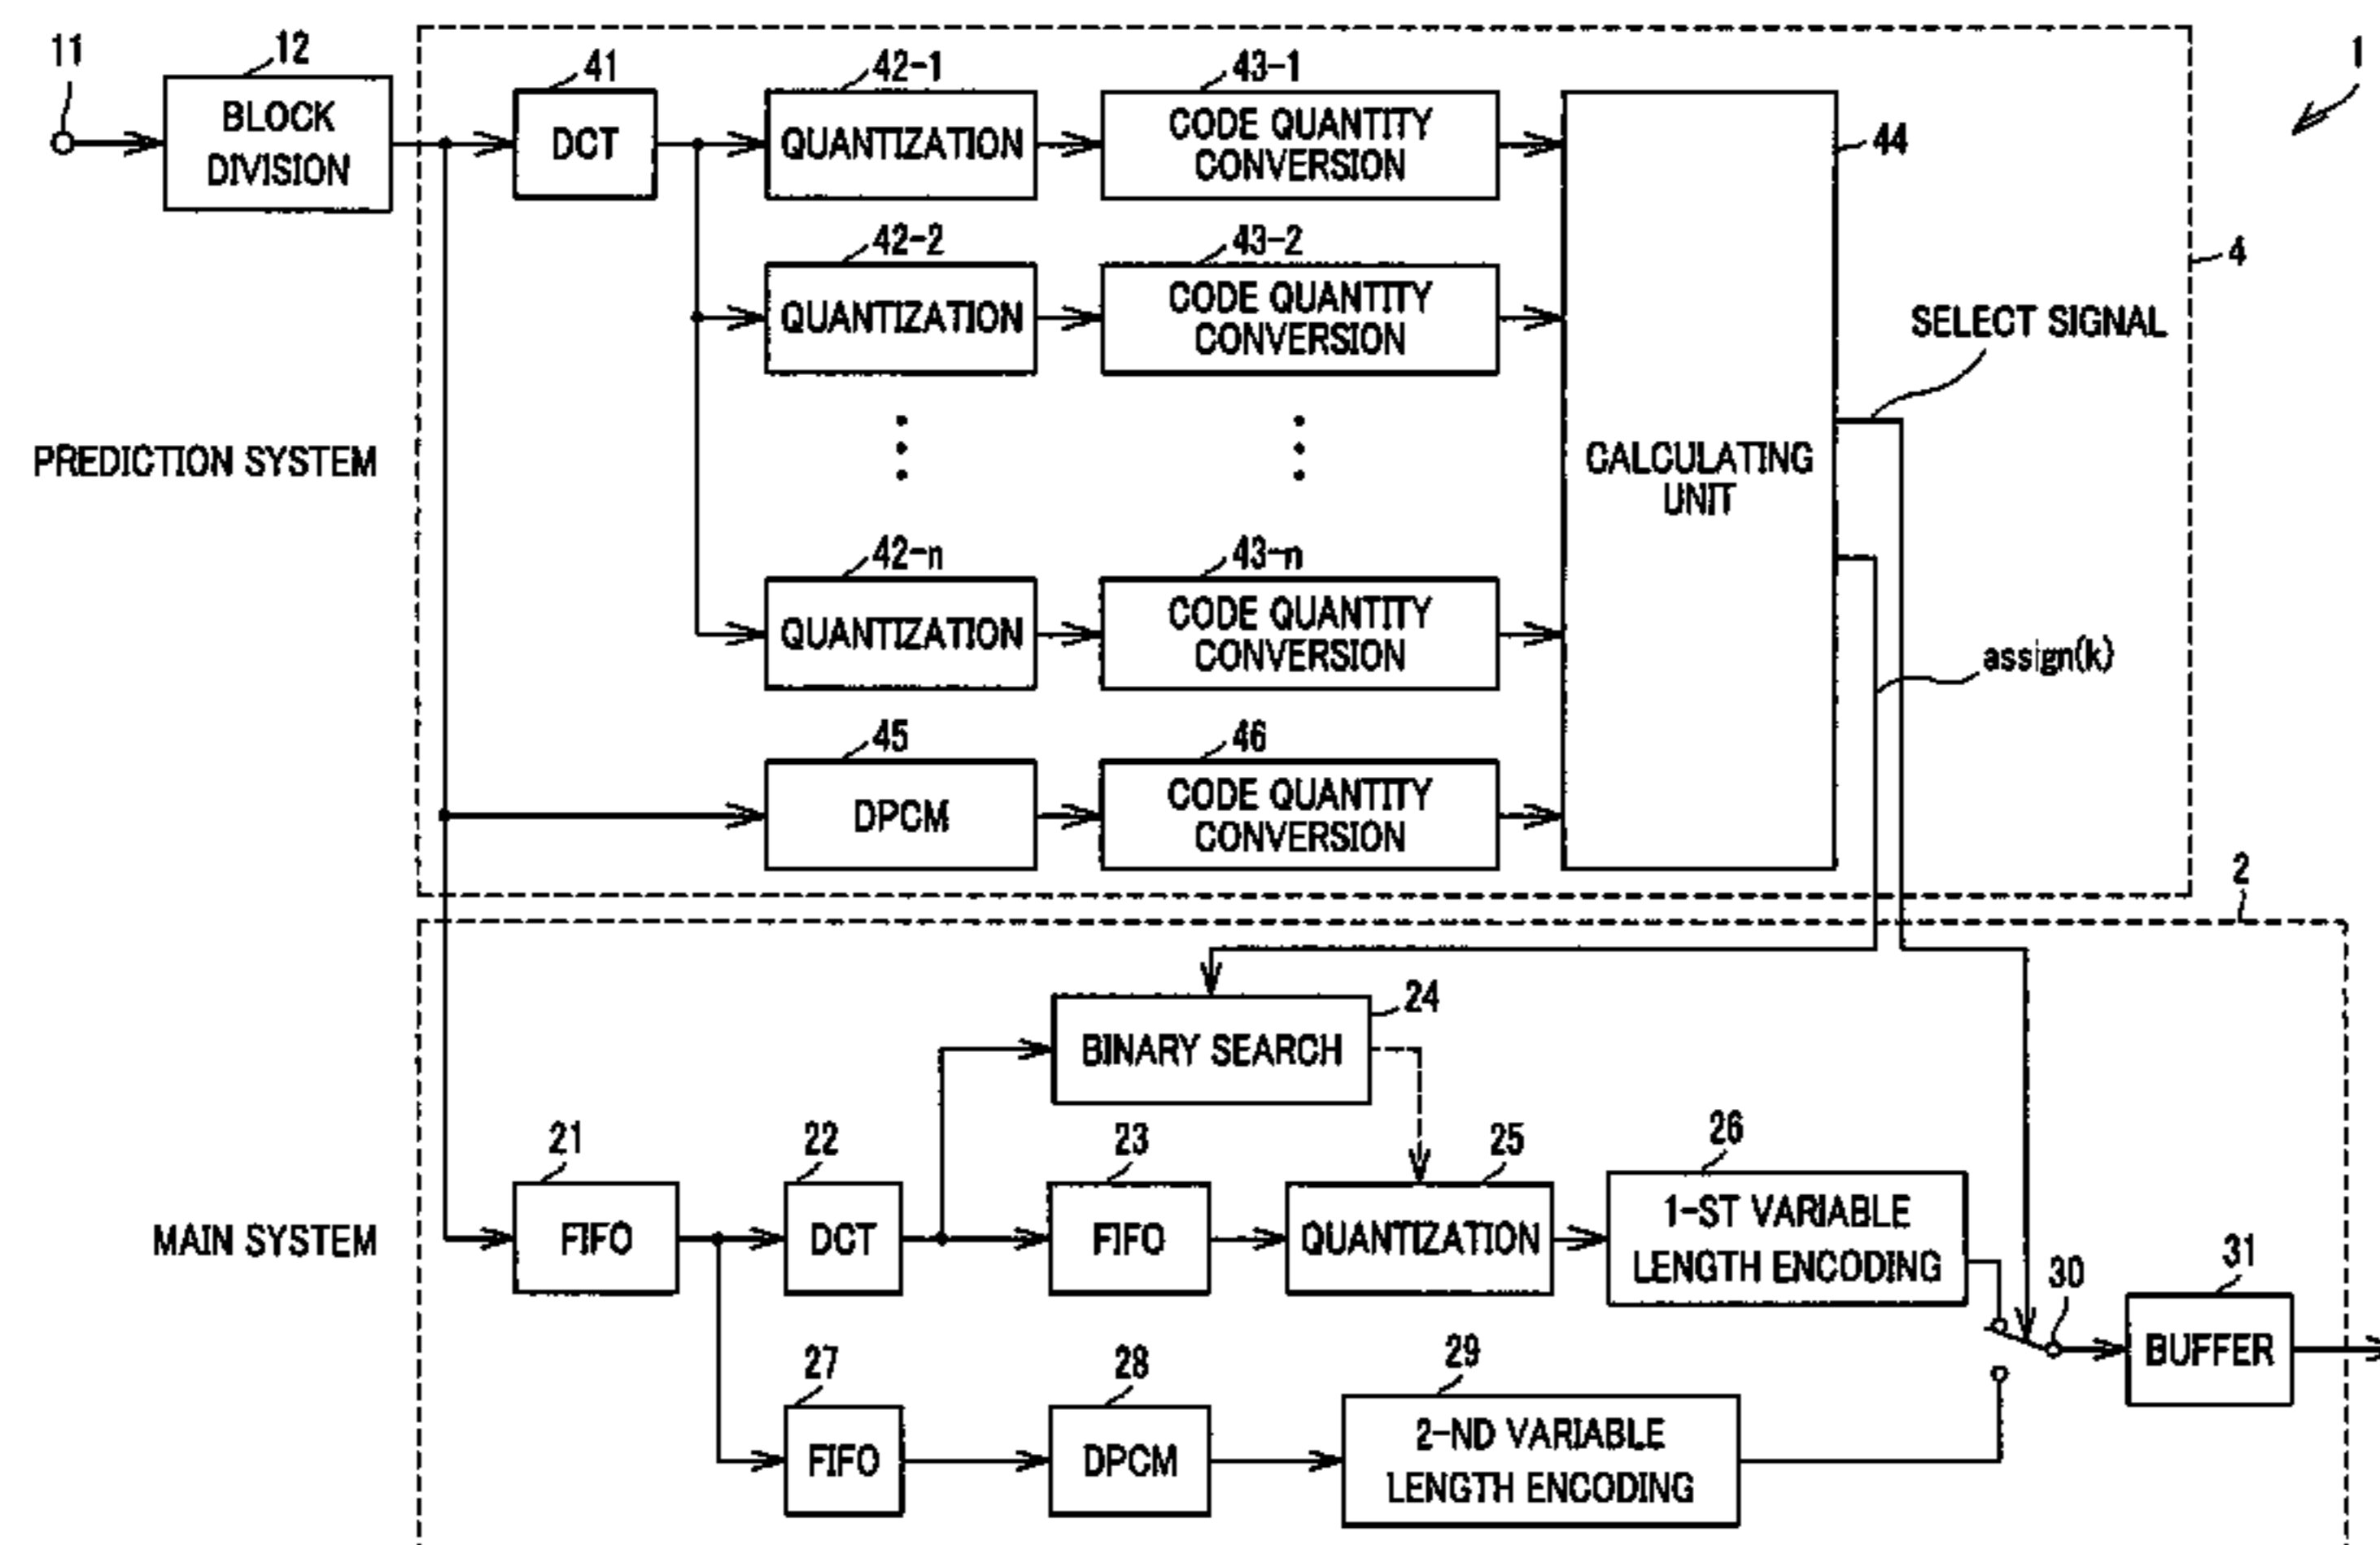 11
12
BLOCK
DIVISION
41
DCT
42-1
QUANTIZATION
43-1
CODE QUANTITY
CONVERSION
44
1
42-2
QUANTIZATION
43-2
CODE QUANTITY
CONVERSION
4
SELECT SIGNAL
PREDICTION SYSTEM
CALCULATING
UNIT
42-n
QUANTIZATION
43-n
CODE QUANTITY
CONVERSION
assign(k)
45
DPCM
46
CODE QUANTITY
CONVERSION
2
24
BINARY SEARCH
MAIN SYSTEM
21
FIFO
22
DCT
23
FIFO
25
QUANTIZATION
26
1-ST VARIABLE
LENGTH ENCODING
30
31
BUFFER
27
FIFO
28
DPCM
29
2-ND VARIABLE
LENGTH ENCODING